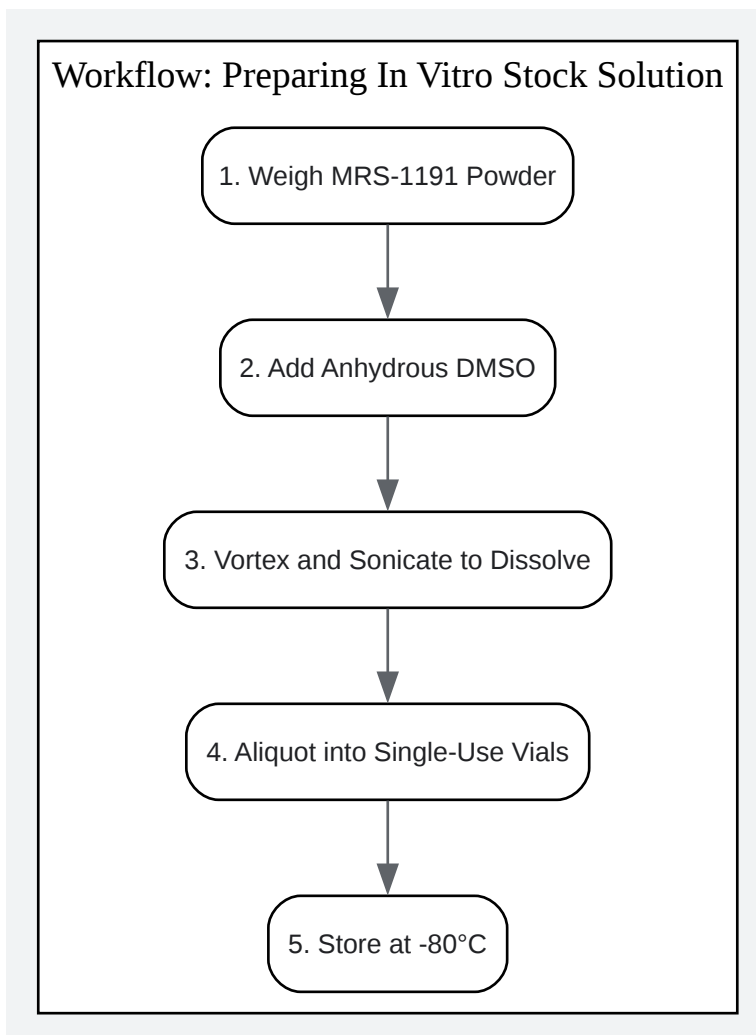 Workflow: Preparing In Vitro Stock Solution
1. Weigh MRS-1191 Powder
2. Add Anhydrous DMSO
3. Vortex and Sonicate to Dissolve
4. Aliquot into Single-Use Vials
5. Store at -80°C